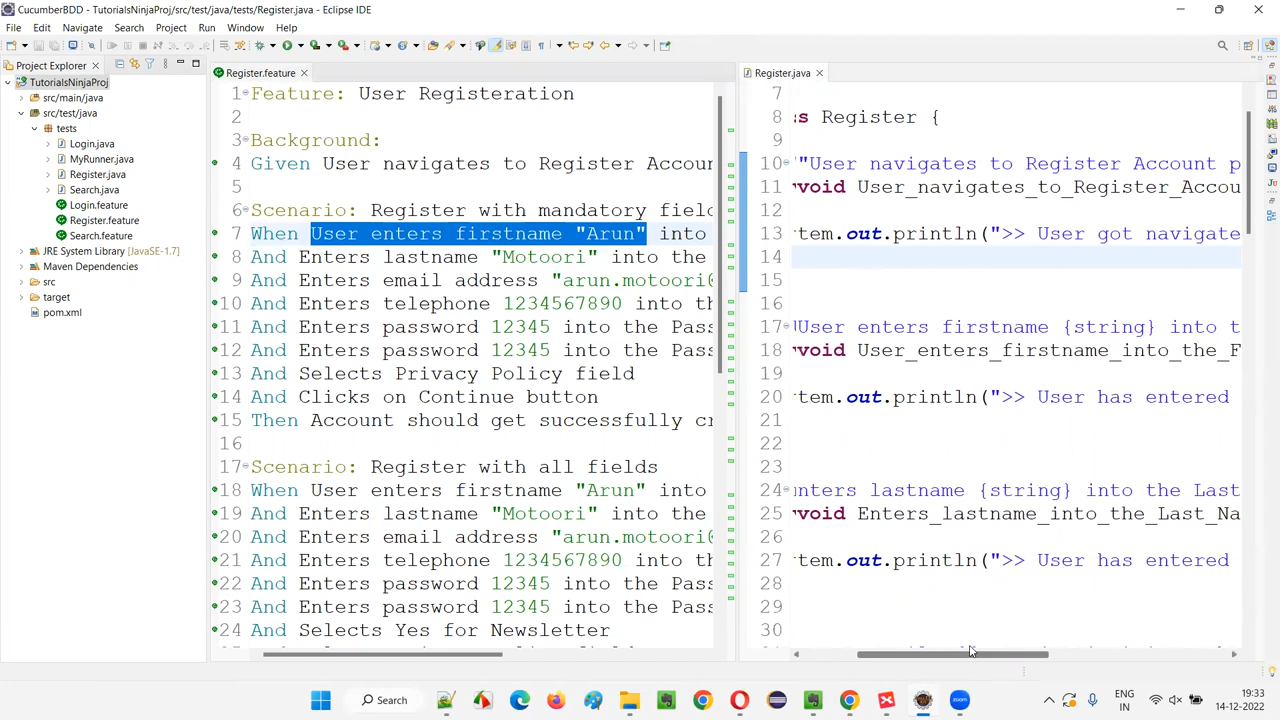 CucumberBDD - TutorialsNinjaProj/src/test/java/tests/Register.java - Eclipse IDE
File Edit Navigate Search Project Run Window Help
Project Explorer
TutorialsNinjaProj
src/main/java
src/test/java
tests
Login.java
MyRunner.java
Register.java
Search.java
Login.feature
Register.feature
Search.feature
JRE System Library [JavaSE-1.7]
Maven Dependencies
src
target
pom.xml
Register.feature
1 Feature: User Registeration
2
3 Background:
4 Given User navigates to Register Accoun
5
6 Scenario: Register with mandatory field
7 When User enters firstname "Arun" into
8 And Enters lastname "Motoori" into the
9 And Enters email address "arun.motoori@
10 And Enters telephone 1234567890 into th
11 And Enters password 12345 into the Pass
12 And Enters password 12345 into the Pass
13 And Selects Privacy Policy field
14 And Clicks on Continue button
15 Then Account should get successfully cr
16
17 Scenario: Register with all fields
18 When User enters firstname "Arun" into
19 And Enters lastname "Motoori" into the
20 And Enters email address "arun.motoori@
21 And Enters telephone 1234567890 into th
22 And Enters password 12345 into the Pass
23 And Enters password 12345 into the Pass
24 And Selects Yes for Newsletter
Register.java
7
8 s Register {
9
10 "User navigates to Register Account p
11 void User_navigates_to_Register_Accou
12
13 tem.out.println(">> User got navigate
14
15
16
17 User enters firstname {string} into t
18 void User_enters_firstname_into_the_F
19
20 tem.out.println(">> User has entered
21
22
23
24 nters lastname {string} into the Last
25 void Enters_lastname_into_the_Last_Na
26
27 tem.out.println(">> User has entered
28
29
30
Search
ENG
IN
19:33
14-12-2022